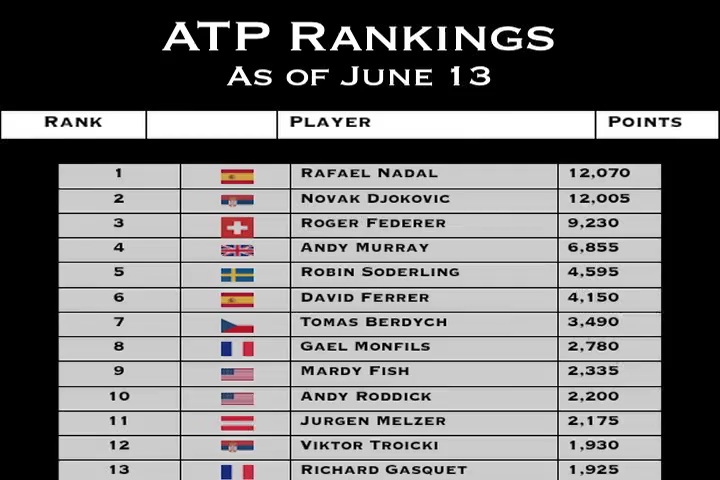 ATP RANKINGS
AS OF JUNE 13
RANK PLAYER POINTS
1 RAFAEL NADAL 12,070
2 NOVAK DJOKOVIC 12,005
3 ROGER FEDERER 9,230
4 ANDY MURRAY 6,855
5 ROBIN SODERLING 4,595
6 DAVID FERRER 4,150
7 TOMAS BERDYCH 3,490
8 GAEL MONFILS 2,780
9 MARDY FISH 2,335
10 ANDY RODDICK 2,200
11 JURGEN MELZER 2,175
12 VIKTOR TROICKI 1,930
13 RICHARD GASQUET 1,925